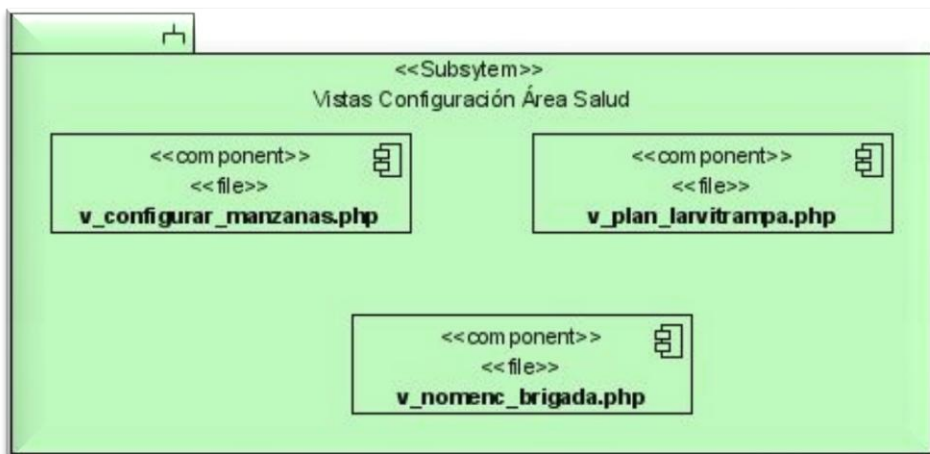 <<Subsytem>>
Vistas Configuración Área Salud
<<component>>
<<file>>
v_configurar_manzanas.php
<<component>>
<<file>>
v_plan_larvitrampa.php
<<component>>
<<file>>
v_nomenc_brigada.php